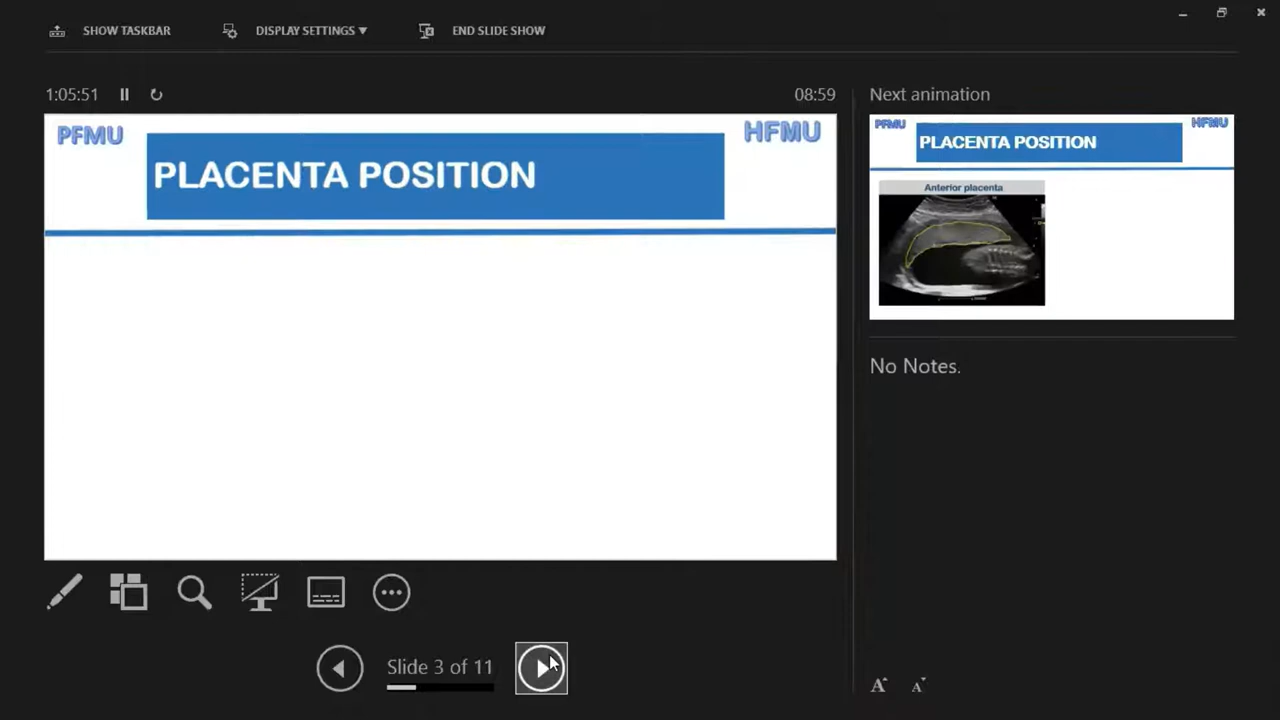 SHOW TASKBAR
DISPLAY SETTINGS ▼
END SLIDE SHOW
1:05:51
08:59
Next animation
PFMU
HFMU
PLACENTA POSITION
PFMU
HFMU
PLACENTA POSITION
Anterior placenta
No Notes.
Slide 3 of 11
A A